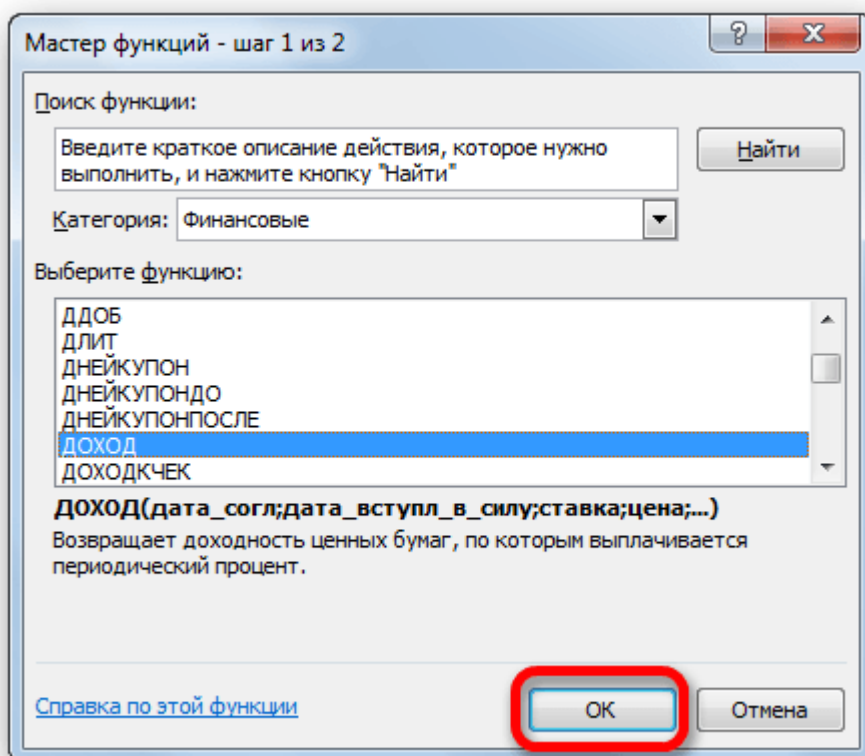 Мастер функций - шаг 1 из 2
?
Поиск функции:
Введите краткое описание действия, которое нужно
выполнить, и нажмите кнопку "Найти"
Найти
Категория: Финансовые
Выберите функцию:
ДДОБ
ДЛИТ
ДНЕЙКУПОН
ДНЕЙКУПОНДО
ДНЕЙКУПОНПОСЛЕ
ДОХОД
ДОХОДКЧЕК
ДОХОД(дата_согл;дата_вступл_в_силу;ставка;цена;...)
Возвращает доходность ценных бумаг, по которым выплачивается
периодический процент.
Справка по этой функции
ОК
Отмена